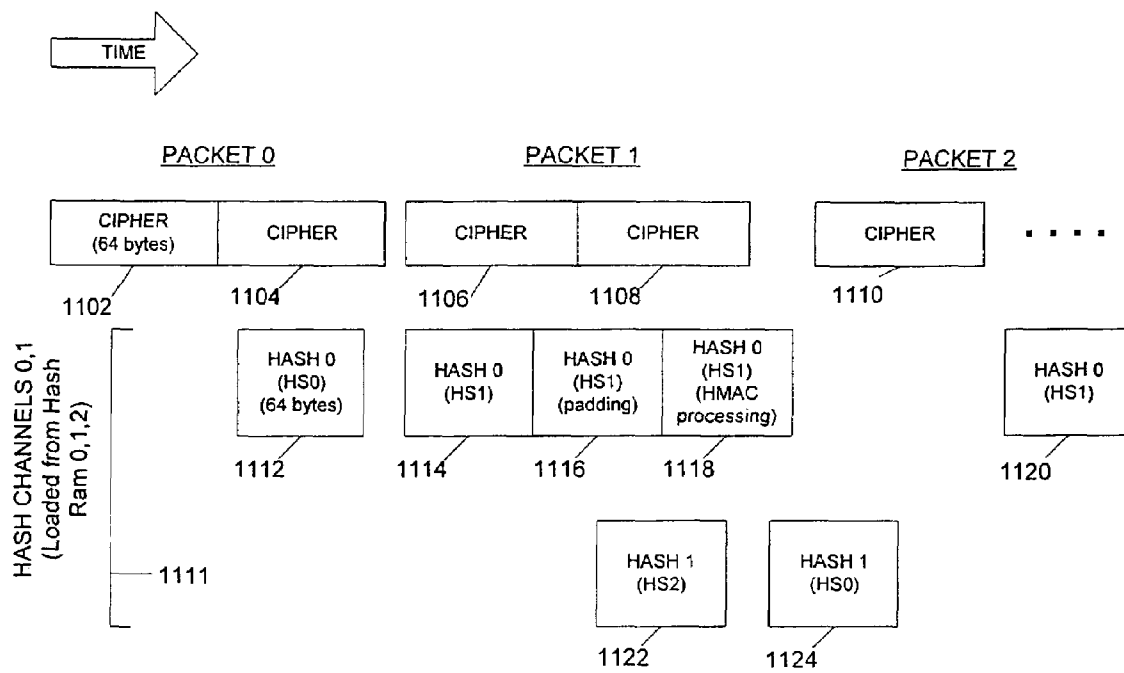 TIME
PACKET 0
PACKET 1
PACKET 2
CIPHER
(64 bytes)
CIPHER
CIPHER
CIPHER
CIPHER
1102
1104
1106
1108
1110
HASH CHANNELS 0,1
(Loaded from Hash
Ram 0,1,2)
1111
HASH 0
(HS0)
(64 bytes)
HASH 0
(HS1)
HASH 0
(HS1)
(padding)
HASH 0
(HS1)
(HMAC
processing)
HASH 0
(HS1)
1112
1114
1116
1118
1120
HASH 1
(HS2)
HASH 1
(HS0)
1122
1124